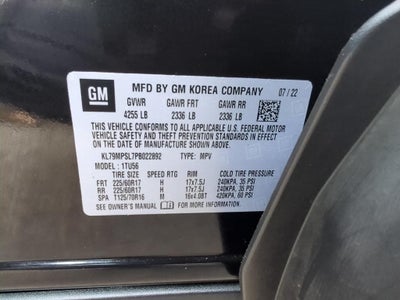 GM
MFD BY GM KOREA COMPANY 07/22
GVWR GAWR FRT GAWR RR
4255 LB 2336 LB 2336 LB
THIS VEHICLE CONFORMS TO ALL APPLICABLE U.S. FEDERAL MOTOR
VEHICLE SAFETY AND THEFT PREVENTION STANDARDS IN EFFECT
ON THE DATE OF MANUFACTURE SHOWN ABOVE.
KL79MPSL7PB022892 TYPE: MPV
MODEL: 1TU56
TIRE SIZE SPEED RTG RIM COLD TIRE PRESSURE
FRT 225/60R17 H 17x7.5J 240KPA, 35 PSI
RR 225/60R17 H 17x7.5J 240KPA, 35 PSI
SPA T125/70R16 M 16x4.0BT 420KPA, 60 PSI
SEE OWNER'S MANUAL FOR ADDITIONAL INFORMATION.